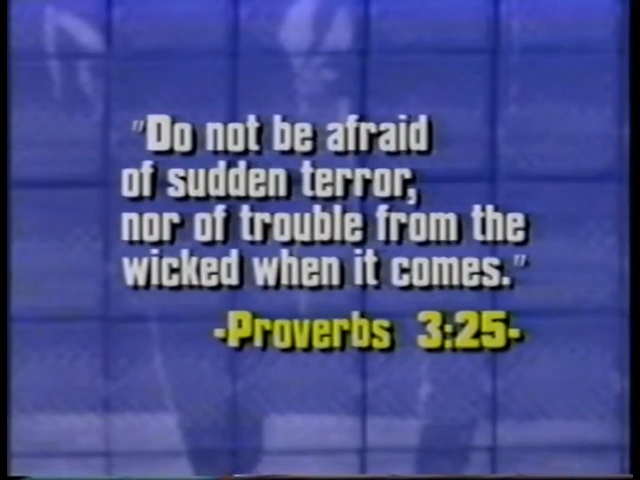 "Do not be afraid
of sudden terror,
nor of trouble from the
wicked when it comes."
-Proverbs 3:25-